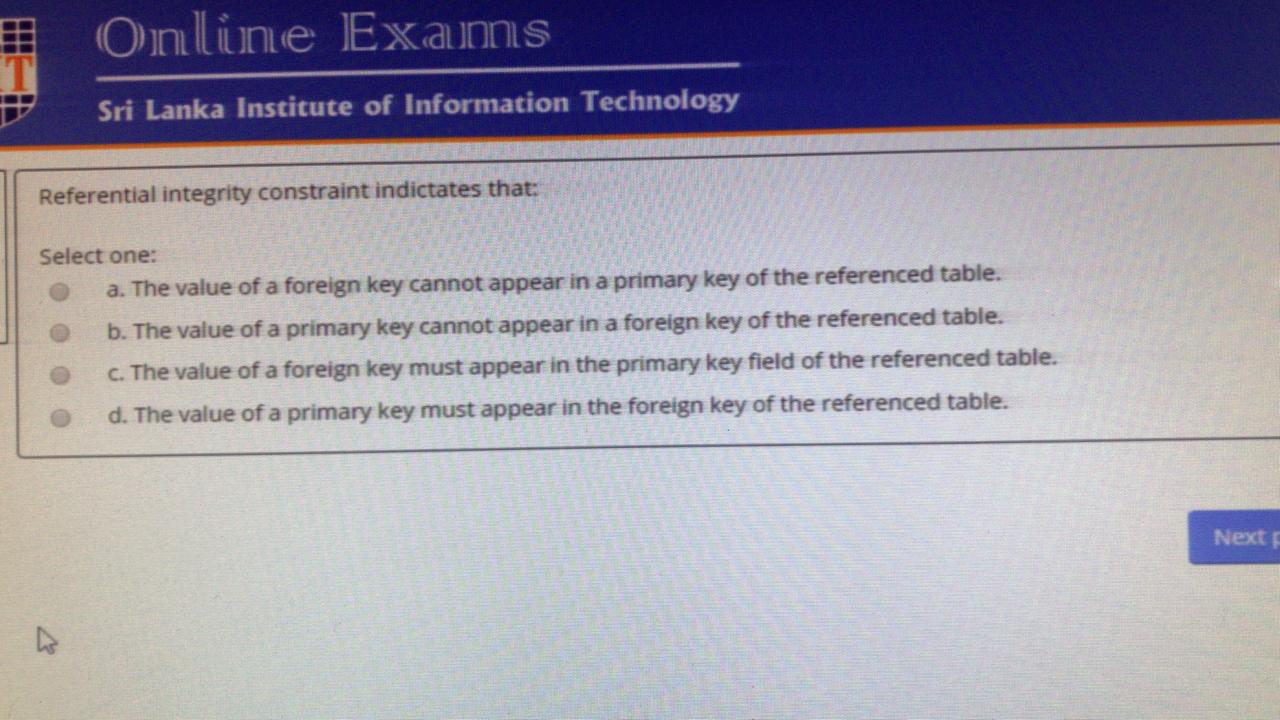 Online Exams
IT
Sri Lanka Institute of Information Technology
Referential integrity constraint indictates that:
Select one:
a. The value of a foreign key cannot appear in a primary key of the referenced table.
b. The value of a primary key cannot appear in a foreign key of the referenced table.
c. The value of a foreign key must appear in the primary key field of the referenced table.
d. The value of a primary key must appear in the foreign key of the referenced table.
Next